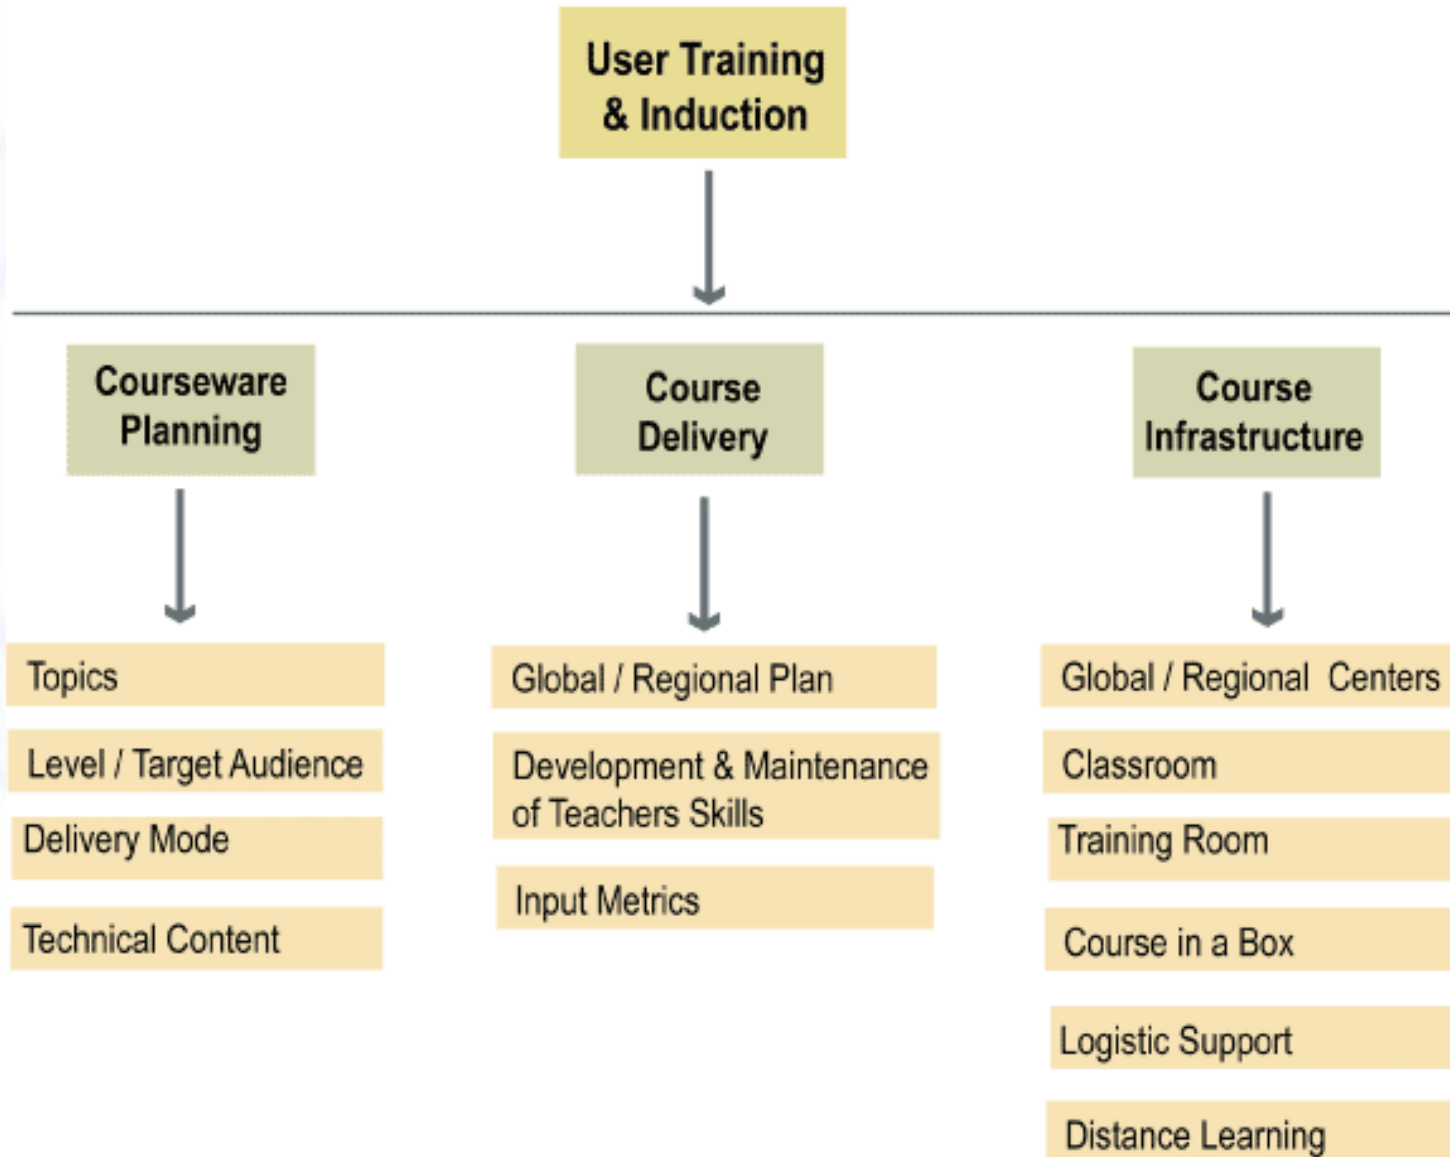 User Training
& Induction
Courseware
Planning
Course
Delivery
Course
Infrastructure
Topics
Level / Target Audience
Delivery Mode
Technical Content
Global / Regional Plan
Development & Maintenance
of Teachers Skills
Input Metrics
Global / Regional Centers
Classroom
Training Room
Course in a Box
Logistic Support
Distance Learning